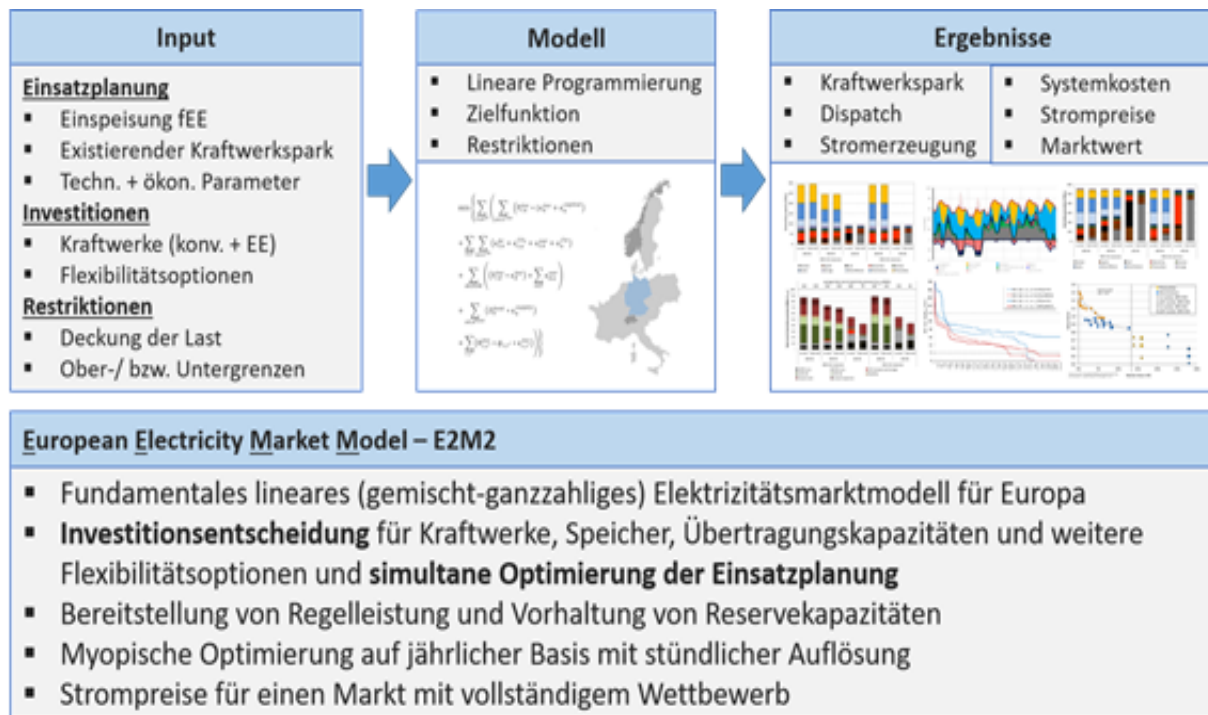 Input
Einsatzplanung
▪ Einspeisung fEE
▪ Existierender Kraftwerkspark
▪ Techn. + ökon. Parameter
Investitionen
▪ Kraftwerke (konv. + EE)
▪ Flexibilitätsoptionen
Restriktionen
▪ Deckung der Last
▪ Ober-/ bzw. Untergrenzen
Modell
▪ Lineare Programmierung
▪ Zielfunktion
▪ Restriktionen
Ergebnisse
▪ Kraftwerkspark
▪ Dispatch
▪ Stromerzeugung
▪ Systemkosten
▪ Strompreise
▪ Marktwert
European Electricity Market Model – E2M2
▪ Fundamentales lineares (gemischt-ganzzahliges) Elektrizitätsmarktmodell für Europa
▪ Investitionsentscheidung für Kraftwerke, Speicher, Übertragungskapazitäten und weitere
Flexibilitätsoptionen und simultane Optimierung der Einsatzplanung
▪ Bereitstellung von Regelleistung und Vorhaltung von Reservekapazitäten
▪ Myopische Optimierung auf jährlicher Basis mit stündlicher Auflösung
▪ Strompreise für einen Markt mit vollständigem Wettbewerb